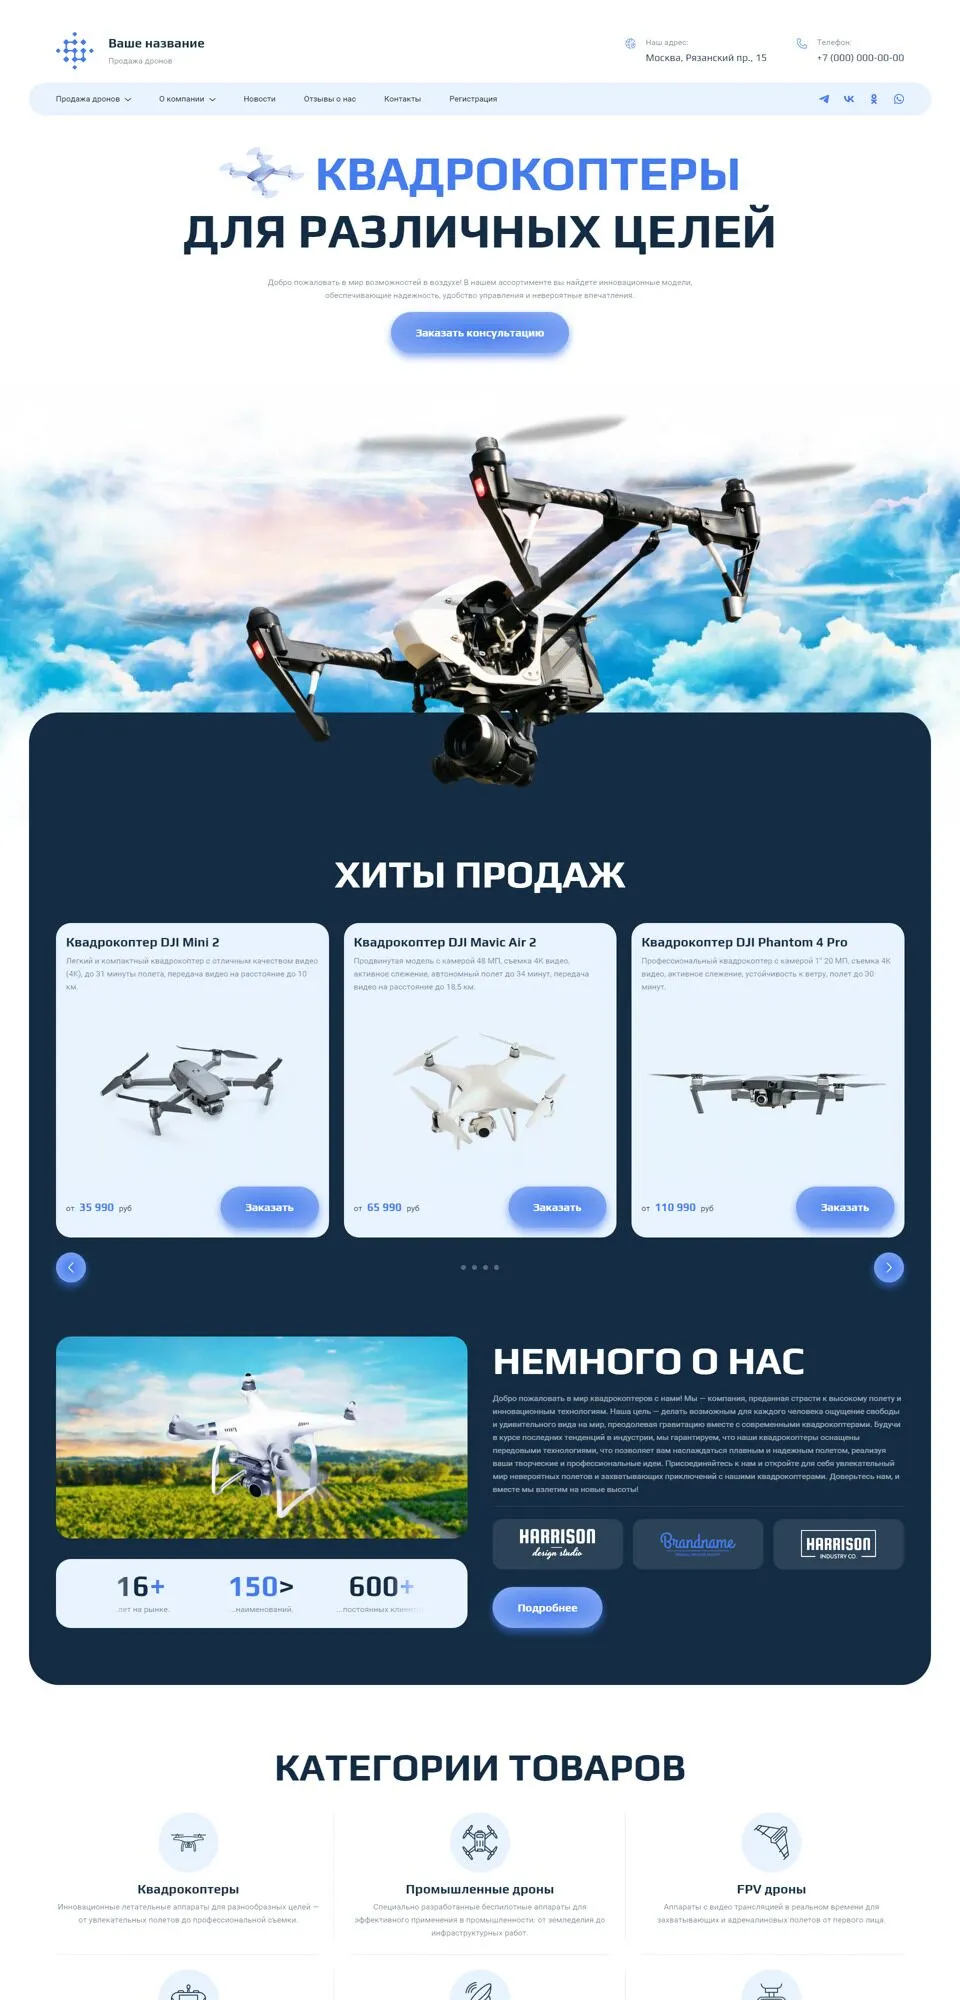 Ваше название
Продажа дронов
Наш адрес:
Москва, Рязанский пр., 15
Телефон:
+7 (000) 000-00-00
Продажа дронов
О компании
Новости
Отзывы о нас
Контакты
Регистрация
КВАДРОКОПТЕРЫ
ДЛЯ РАЗЛИЧНЫХ ЦЕЛЕЙ
Добро пожаловать в мир возможностей в воздухе! В нашем ассортименте вы найдете инновационные модели,
обеспечивающие надежность, удобство управления и невероятные впечатления.
Заказать консультацию
ХИТЫ ПРОДАЖ
Квадрокоптер DJI Mini 2
Легкий и компактный квадрокоптер с отличным качеством видео
(4K), до 31 минуты полета, передача видео на расстояние до 10
км.
от 35 990 руб
Заказать
Квадрокоптер DJI Mavic Air 2
Продвинутая модель с камерой 48 МП, съемка 4K видео,
активное слежение, автономный полет до 34 минут, передача
видео на расстояние до 18,5 км.
от 65 990 руб
Заказать
Квадрокоптер DJI Phantom 4 Pro
Профессиональный квадрокоптер с камерой 1" 20 МП, съемка 4K
видео, активное слежение, устойчивость к ветру, полет до 30
минут.
от 110 990 руб
Заказать
НЕМНОГО О НАС
Добро пожаловать в мир квадрокоптеров с нами! Мы — компания, преданная страсти к высокому полету и
инновационным технологиям. Наша цель — делать возможным для каждого человека ощущение свободы
и удивительного вида на мир, преодолевая гравитацию вместе с современными квадрокоптерами. Будучи
в курсе последних тенденций в индустрии, мы гарантируем, что наши квадрокоптеры оснащены
передовыми технологиями, что позволяет вам наслаждаться плавным и надежным полетом, реализуя
ваши творческие и профессиональные идеи. Присоединяйтесь к нам и откройте для себя увлекательный
мир невероятных полетов и захватывающих приключений с нашими квадрокоптерами. Доверьтесь нам, и
вместе мы взлетим на новые высоты!
HARRISON
design studio
Brandname
HARRISON
INDUSTRY CO.
16+
...лет на рынке.
150>
...наименований.
600+
...постоянных
Подробнее
КАТЕГОРИИ ТОВАРОВ
Квадрокоптеры
Инновационные летательные аппараты для разнообразных целей —
от увлекательных полетов до профессиональной съемки.
Промышленные дроны
Специально разработанные беспилотные аппараты для
эффективного применения в промышленности: от земледелия до
инфраструктурных работ.
FPV дроны
Аппараты с видео трансляцией в реальном времени для
захватывающих и адреналиновых полетов от первого лица.